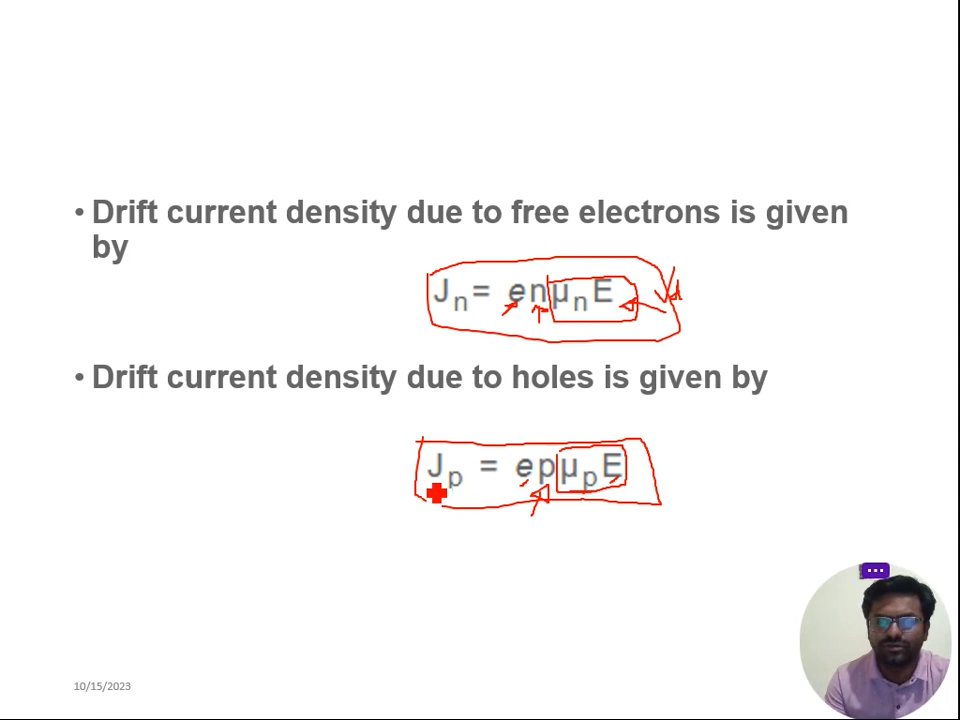 • Drift current density due to free electrons is given
by
Jn= enμnE
Vd
• Drift current density due to holes is given by
Jp = epμpE
10/15/2023